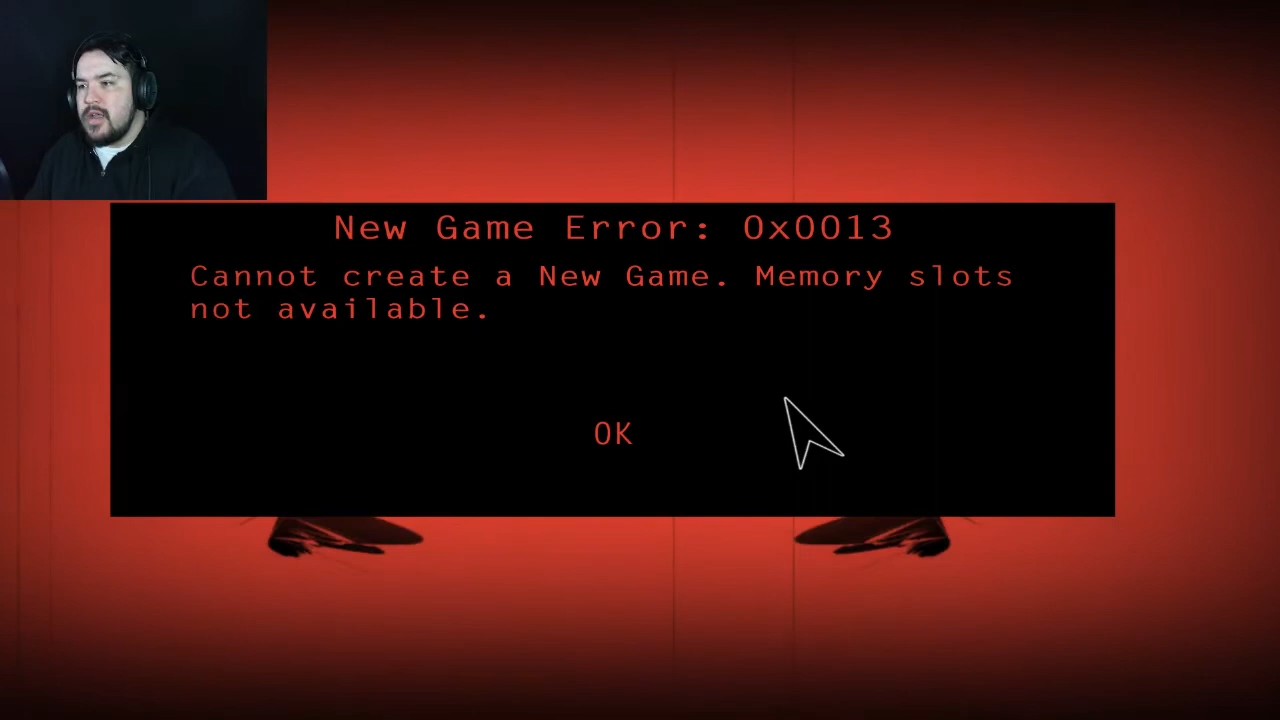 New Game Error: 0x0013
Cannot create a New Game. Memory slots
not available.
OK